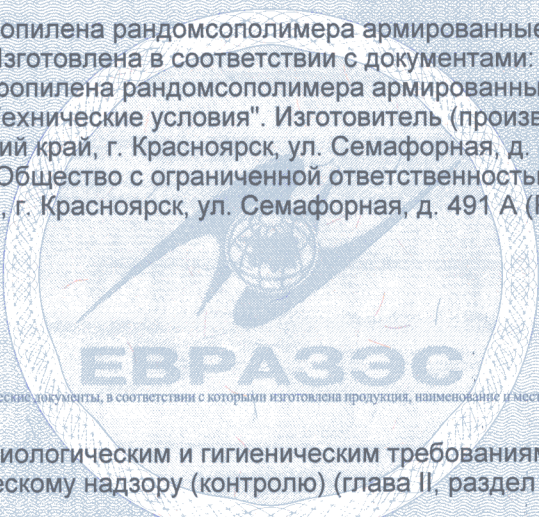 опилена рандомсополимера армированные
Изготовлена в соответствии с документами:
ропилена рандомсополимера армированны
ехнические условия". Изготовитель (произв
ий край, г. Красноярск, ул. Семафорная, д.
Общество с ограниченной ответственность
, г. Красноярск, ул. Семафорная, д. 491 А (Р
ЕВРАЗЭС
еские документы, в соответствии с которыми изготовлена продукция, наименование и мест
иологическим и гигиеническим требованиям
ескому надзору (контролю) (глава II, раздел